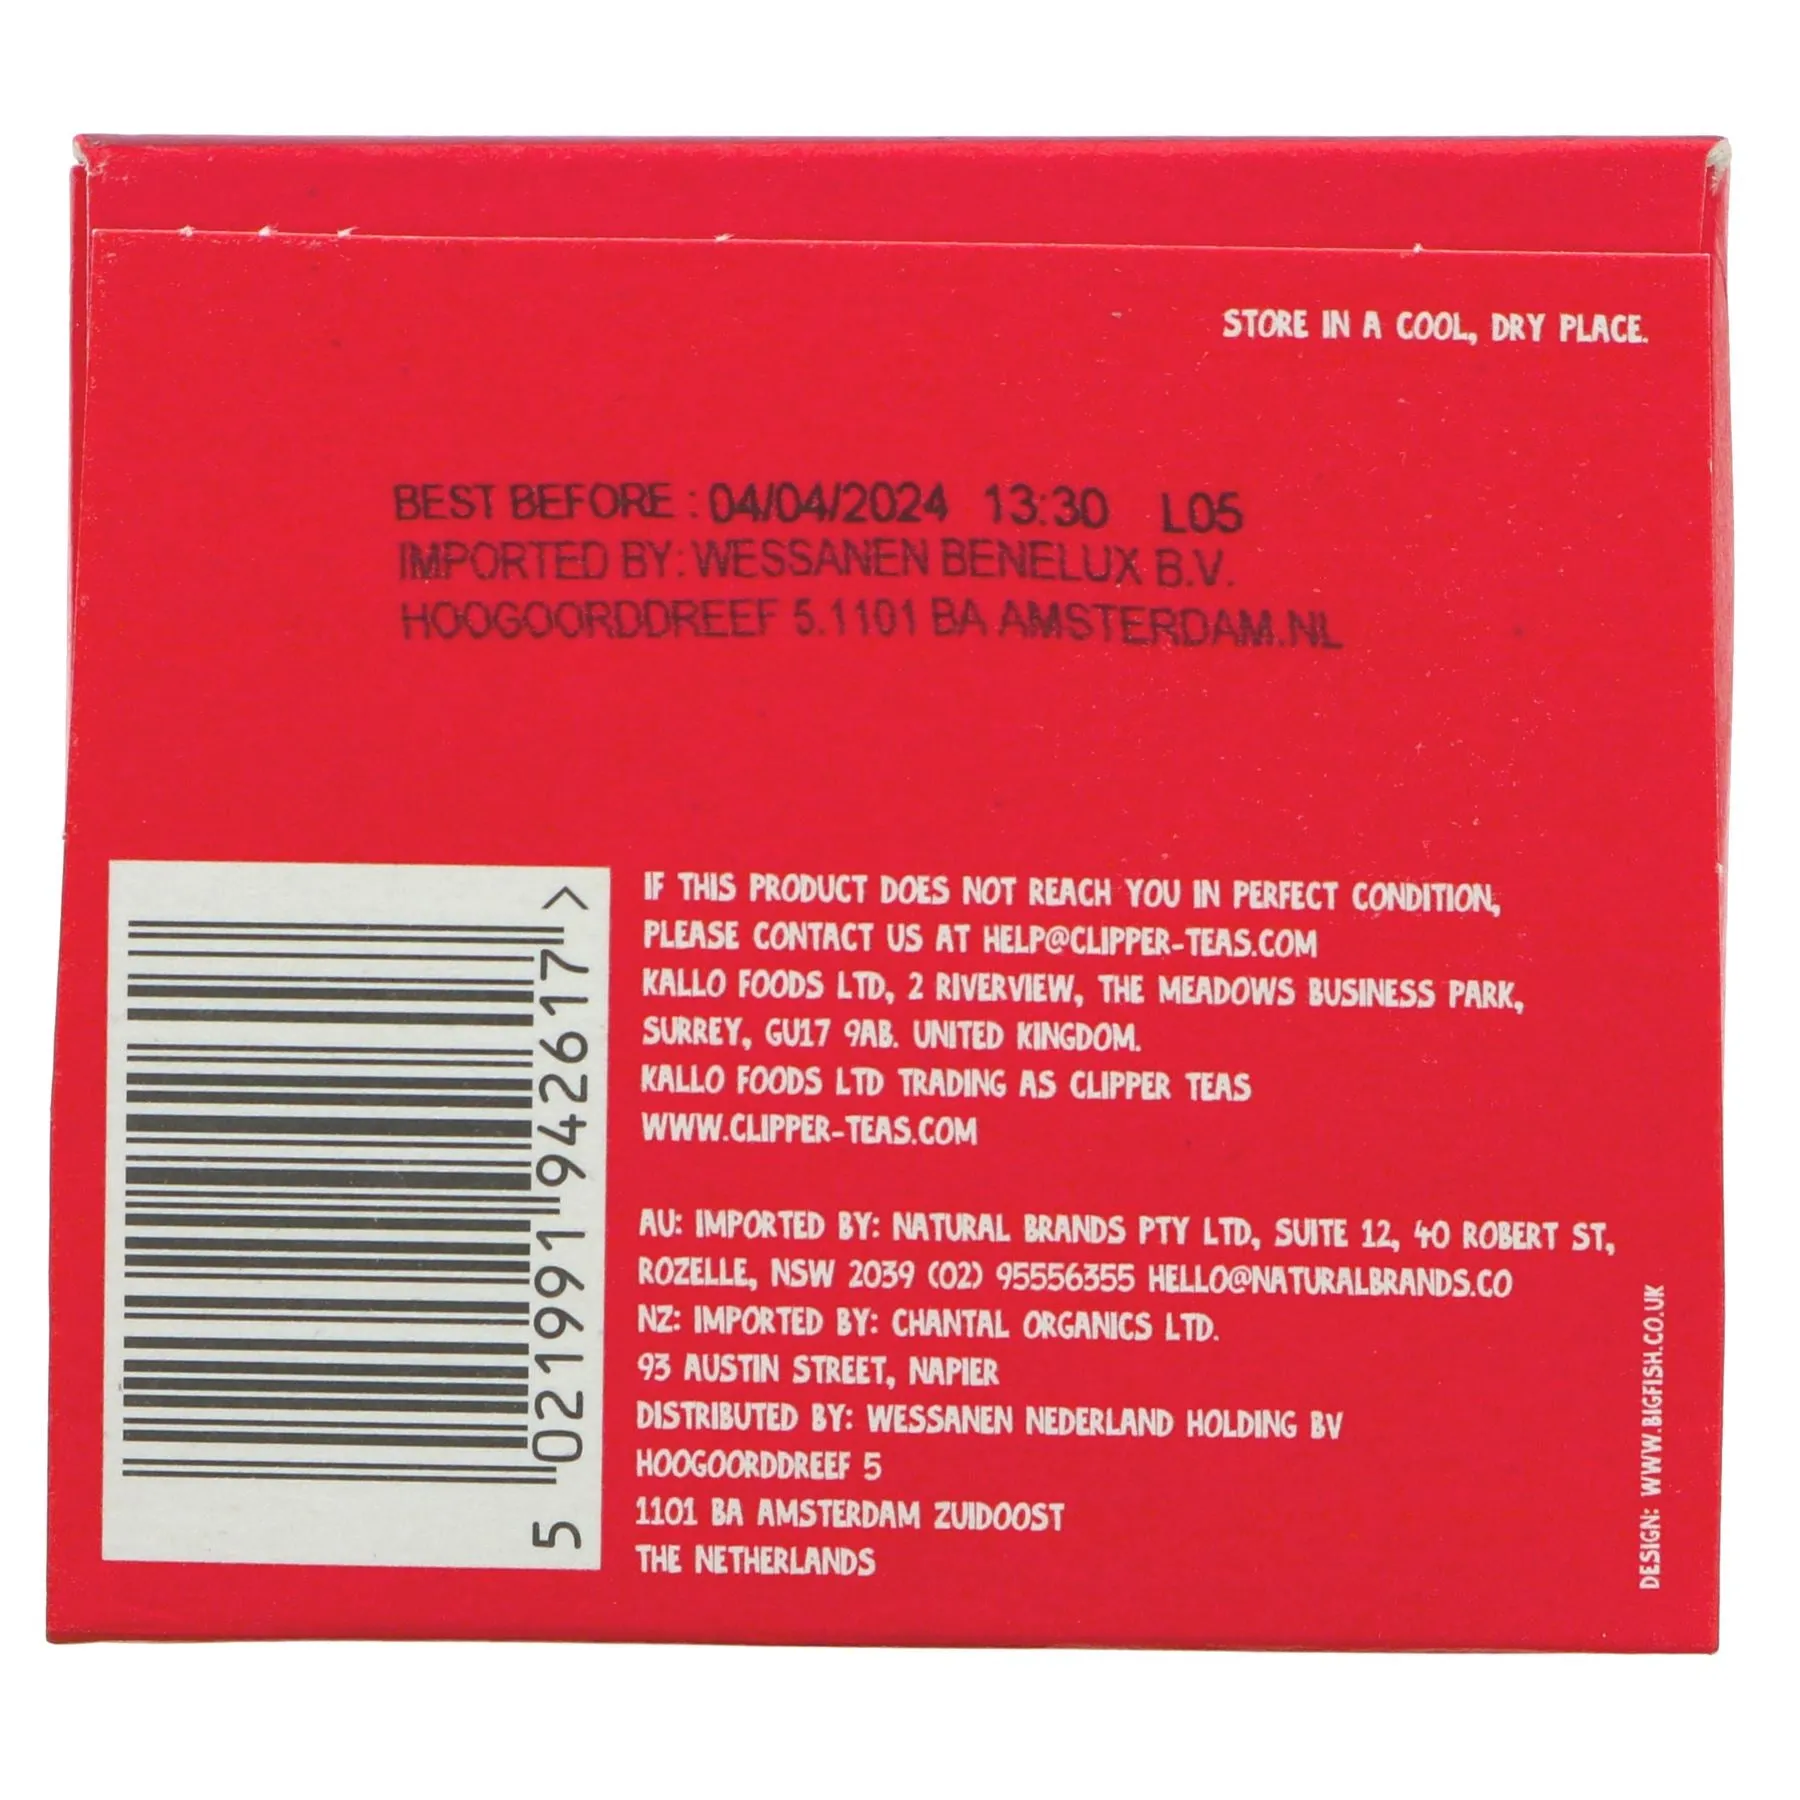 STORE IN A COOL, DRY PLACE.
BEST BEFORE : 04/04/2024 13:30 L05
IMPORTED BY: WESSANEN BENELUX B.V.
HOOGOORDDREEF 5.1101 BA AMSTERDAM.NL
IF THIS PRODUCT DOES NOT REACH YOU IN PERFECT CONDITION,
PLEASE CONTACT US AT HELP@CLIPPER-TEAS.COM
KALLO FOODS LTD, 2 RIVERVIEW, THE MEADOWS BUSINESS PARK,
SURREY, GU17 9AB. UNITED KINGDOM.
KALLO FOODS LTD TRADING AS CLIPPER TEAS
WWW.CLIPPER-TEAS.COM
AU: IMPORTED BY: NATURAL BRANDS PTY LTD, SUITE 12, 40 ROBERT ST,
ROZELLE, NSW 2039 (02) 95556355 HELLO@NATURALBRANDS.CO
NZ: IMPORTED BY: CHANTAL ORGANICS LTD.
93 AUSTIN STREET, NAPIER
DISTRIBUTED BY: WESSANEN NEDERLAND HOLDING BV
HOOGOORDDREEF 5
1101 BA AMSTERDAM ZUIDOOST
THE NETHERLANDS
5 021991 942617 >
DESIGN: WWW.BIGFISH.CO.UK